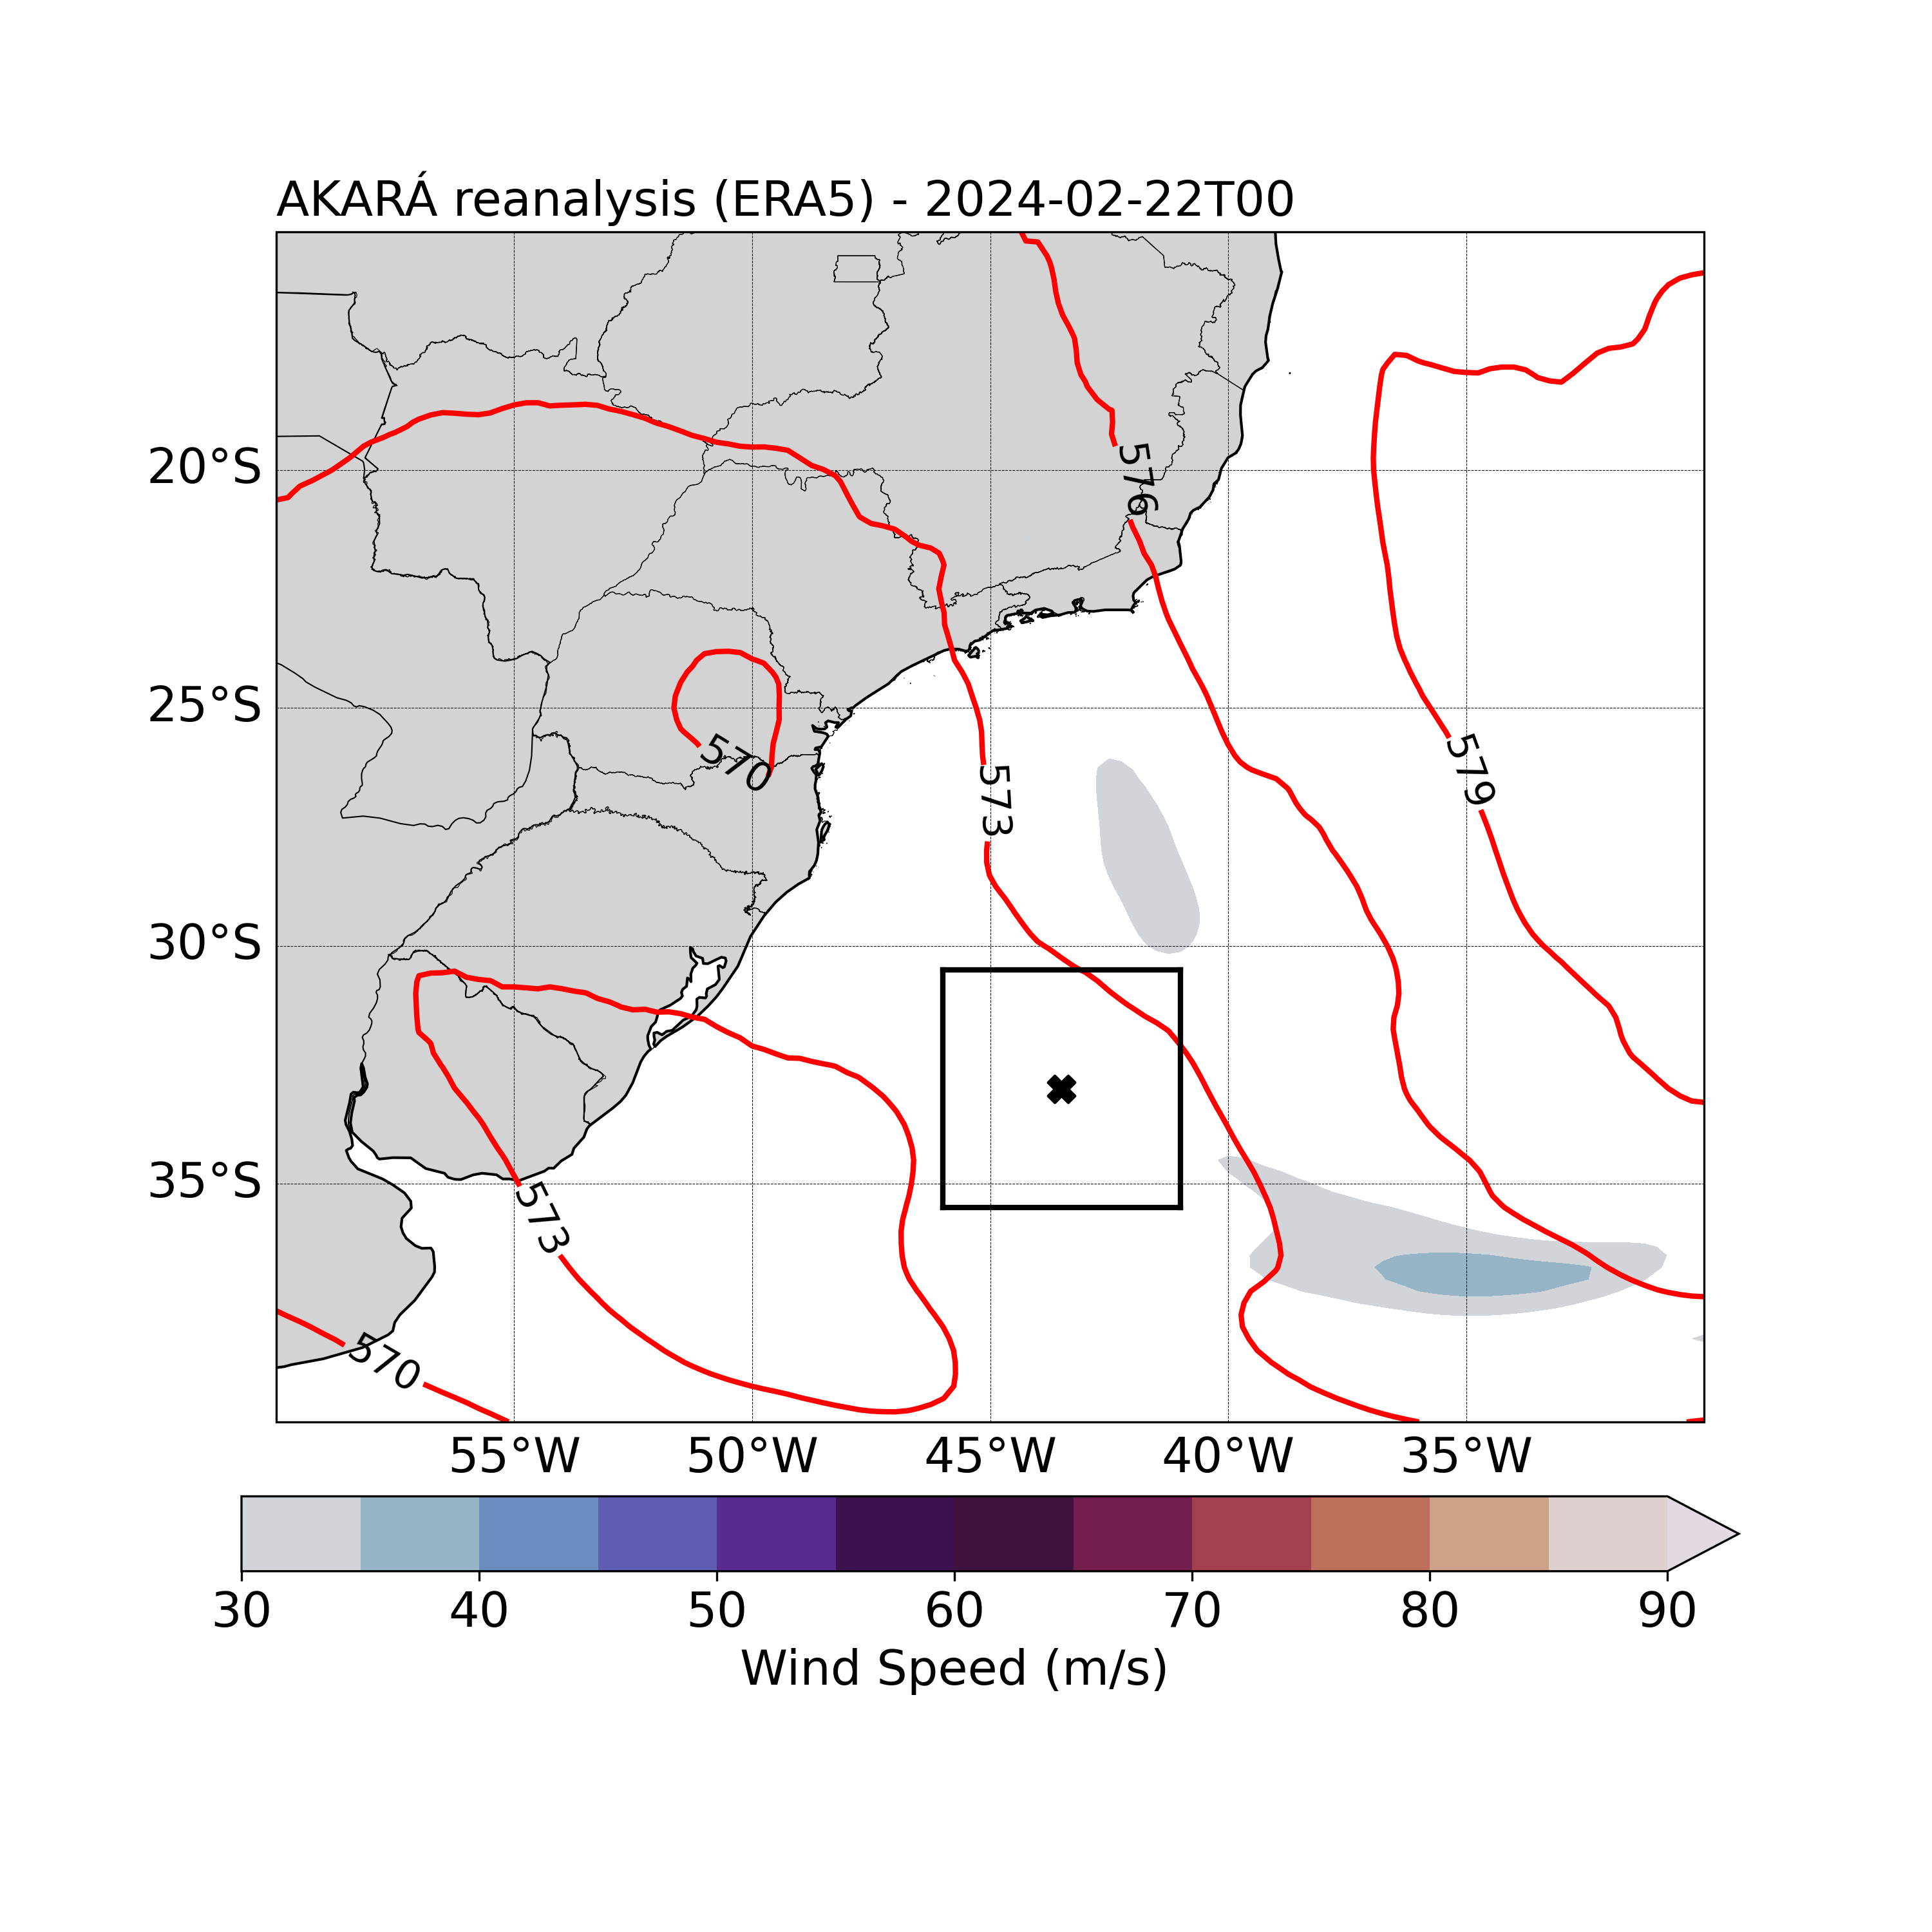 AKARÁ reanalysis (ERA5) - 2024-02-22T00
576
20°S
25°S
570
573
579
30°S
35°S
573
570
55°W 50°W 45°W 40°W 35°W
30 40 50 60 70 80 90
Wind Speed (m/s)